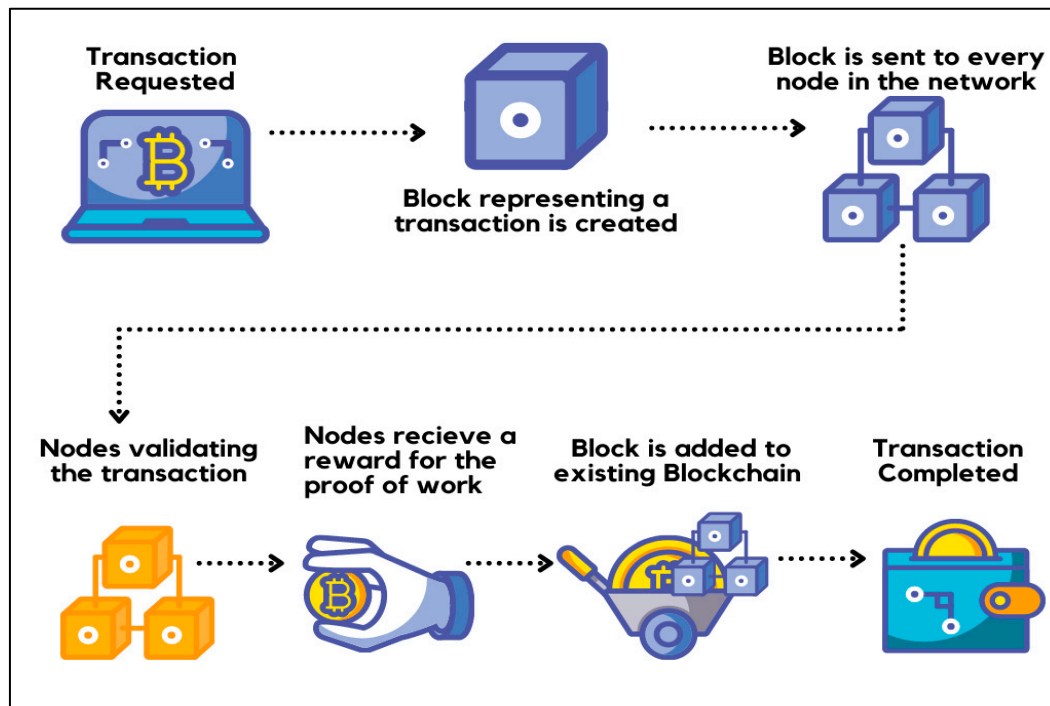 Transaction
Requested
Block is sent to every
node in the network
Block representing a
transaction is created
Nodes validating
the transaction
Nodes recieve a
reward for the
proof of work
Block is added to
existing Blockchain
Transaction
Completed